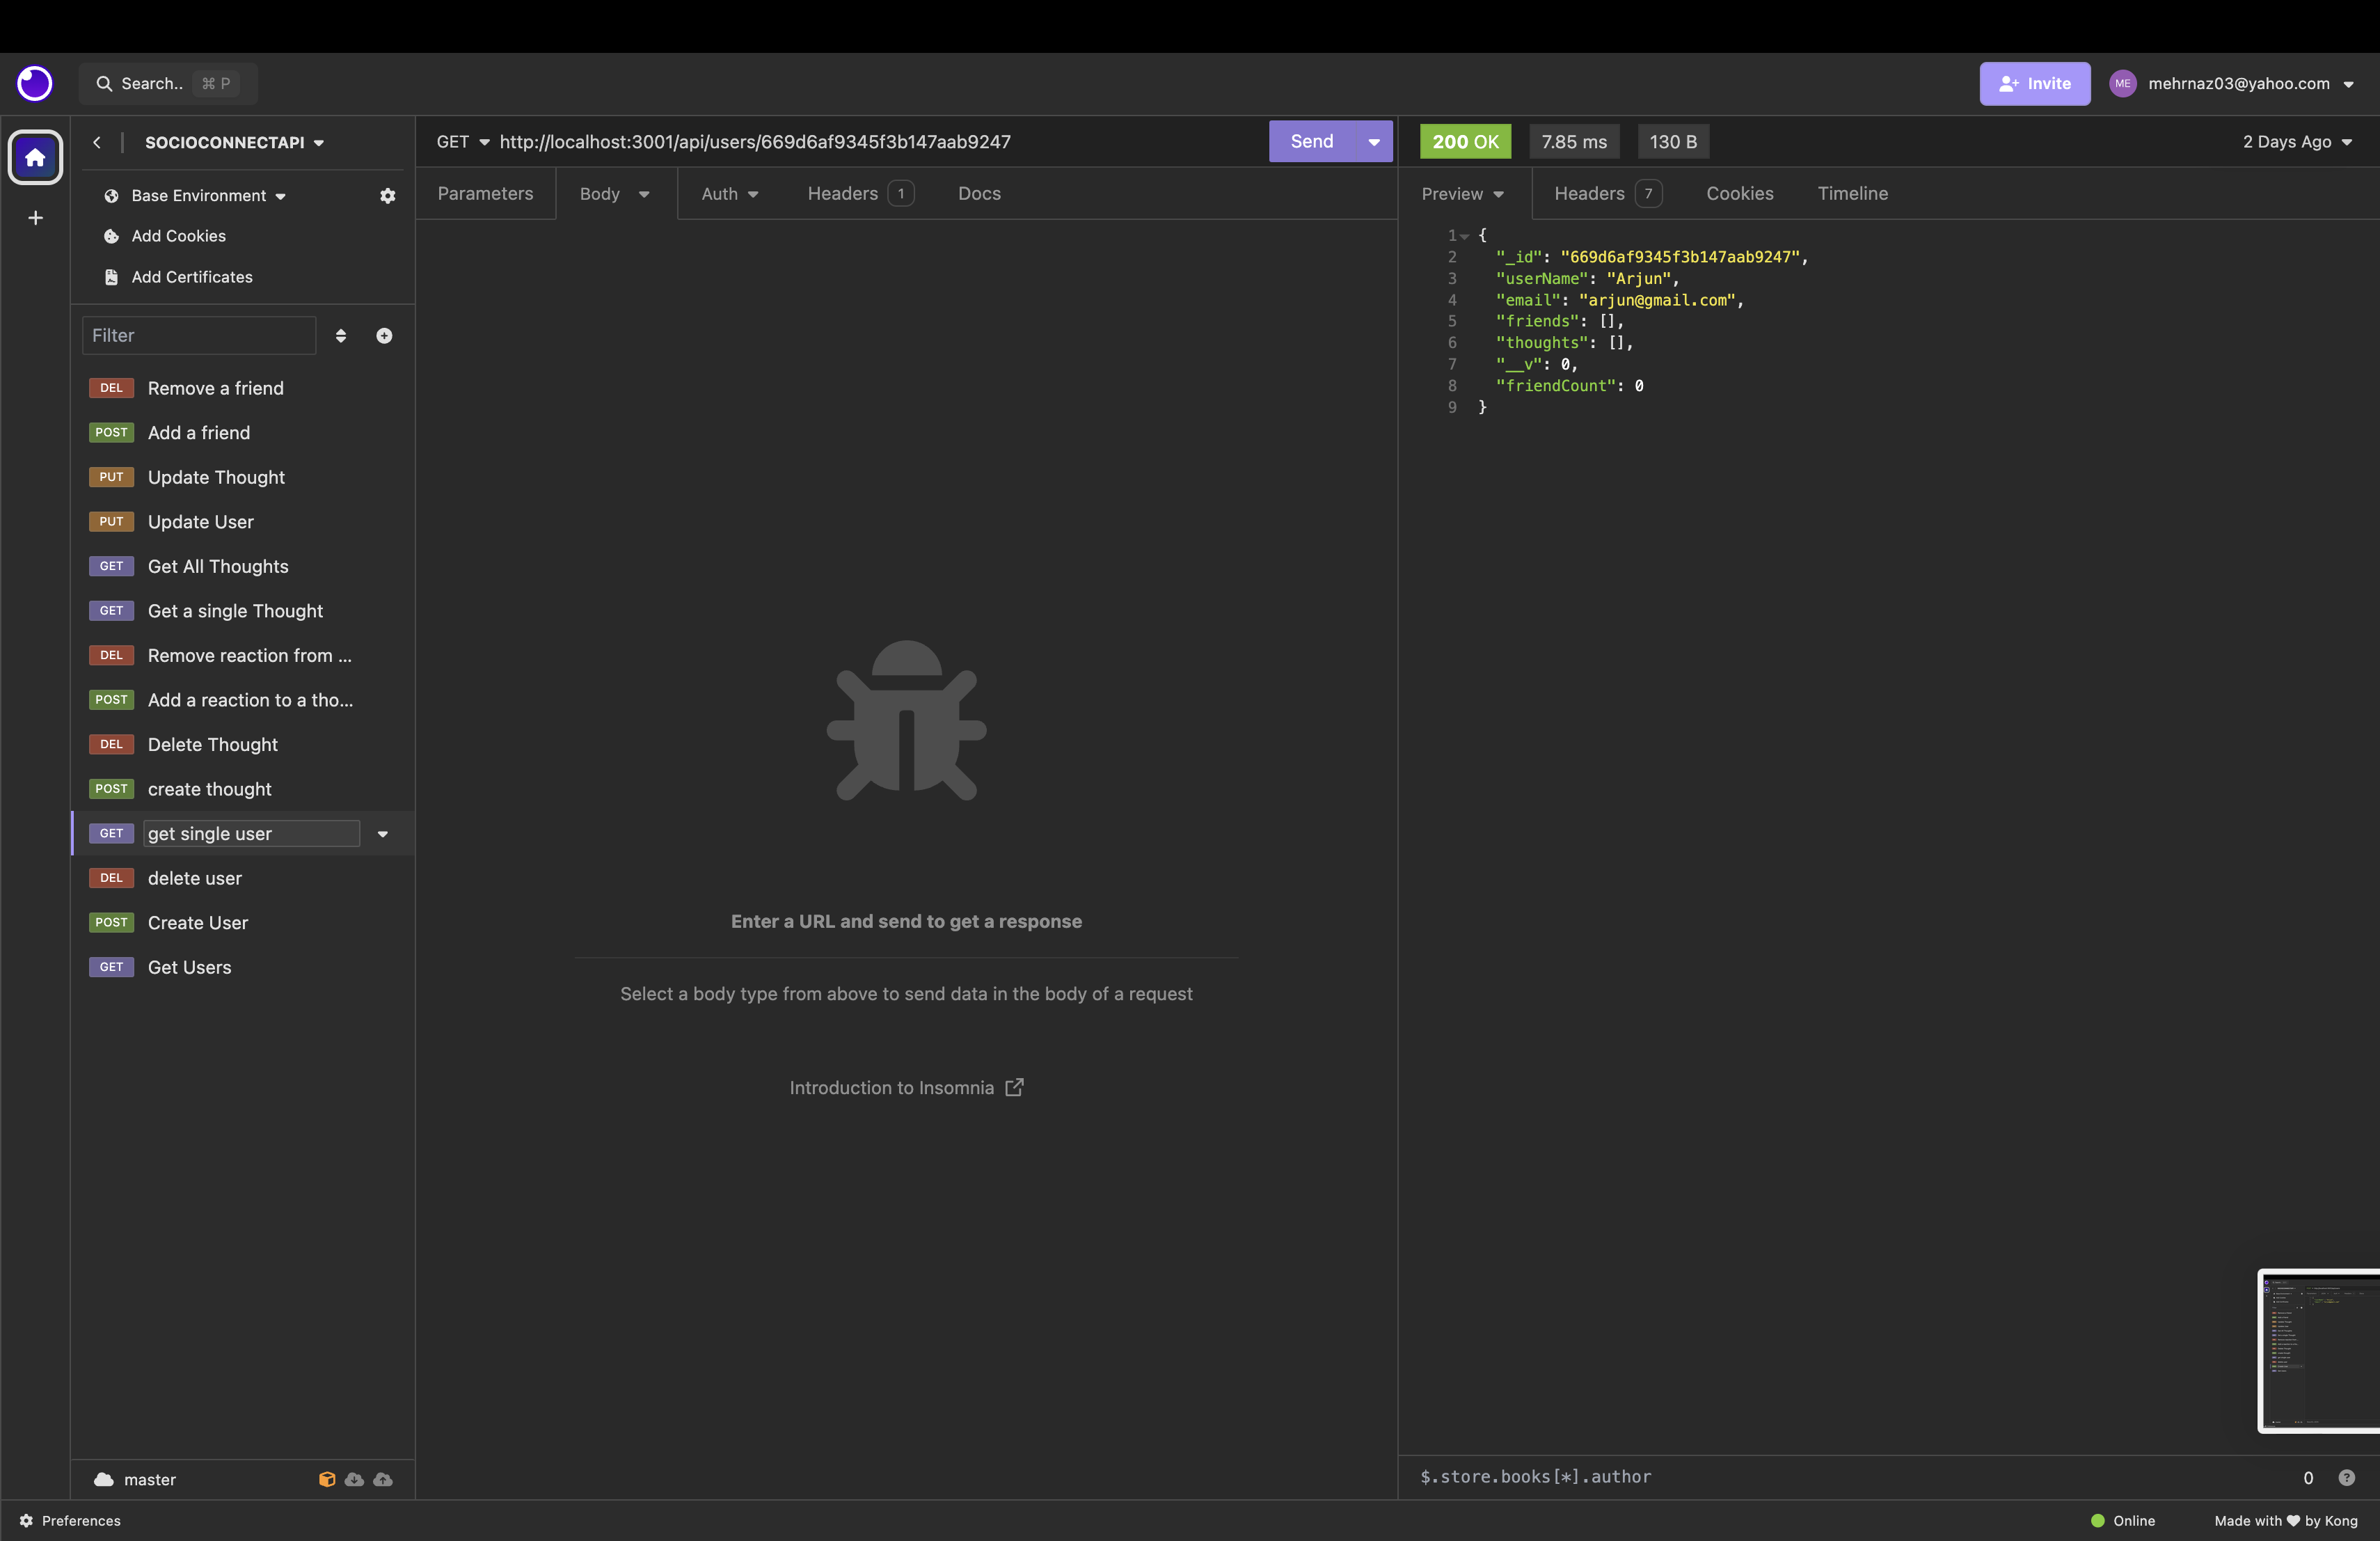 Search.. ⌘ P
Invite
ME mehrnaz03@yahoo.com
SOCIOCONNECTAPI
Base Environment
Add Cookies
Add Certificates
Filter
DEL Remove a friend
POST Add a friend
PUT Update Thought
PUT Update User
GET Get All Thoughts
GET Get a single Thought
DEL Remove reaction from ...
POST Add a reaction to a tho...
DEL Delete Thought
POST create thought
GET get single user
DEL delete user
POST Create User
GET Get Users
master
GET http://localhost:3001/api/users/669d6af9345f3b147aab9247
Send
Parameters Body Auth Headers 1 Docs
Enter a URL and send to get a response
Select a body type from above to send data in the body of a request
Introduction to Insomnia
200 OK 7.85 ms 130 B 2 Days Ago
Preview Headers 7 Cookies Timeline
1 {
2 "_id": "669d6af9345f3b147aab9247",
3 "userName": "Arjun",
4 "email": "arjun@gmail.com",
5 "friends": [],
6 "thoughts": [],
7 "__v": 0,
8 "friendCount": 0
9 }
$.store.books[*].author 0 ?
Preferences
Online Made with ♥ by Kong